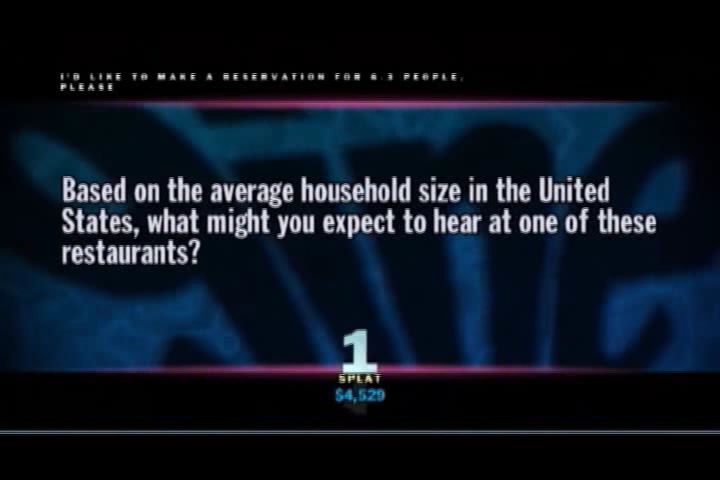 I'D LIKE TO MAKE A RESERVATION FOR 6.3 PEOPLE,
PLEASE
Based on the average household size in the United
States, what might you expect to hear at one of these
restaurants?
1
SPLAT
$4,529